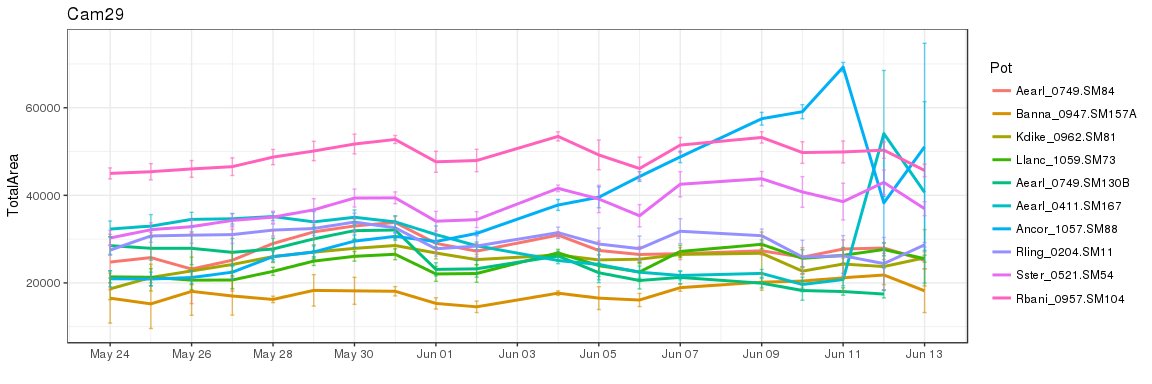 Cam29
TotalArea
60000
40000
20000
May 24 May 26 May 28 May 30 Jun 01 Jun 03 Jun 05 Jun 07 Jun 09 Jun 11 Jun 13
Pot
Aearl_0749.SM84
Banna_0947.SM157A
Kdike_0962.SM81
Llanc_1059.SM73
Aearl_0749.SM130B
Aearl_0411.SM167
Ancor_1057.SM88
Rling_0204.SM11
Sster_0521.SM54
Rbani_0957.SM104